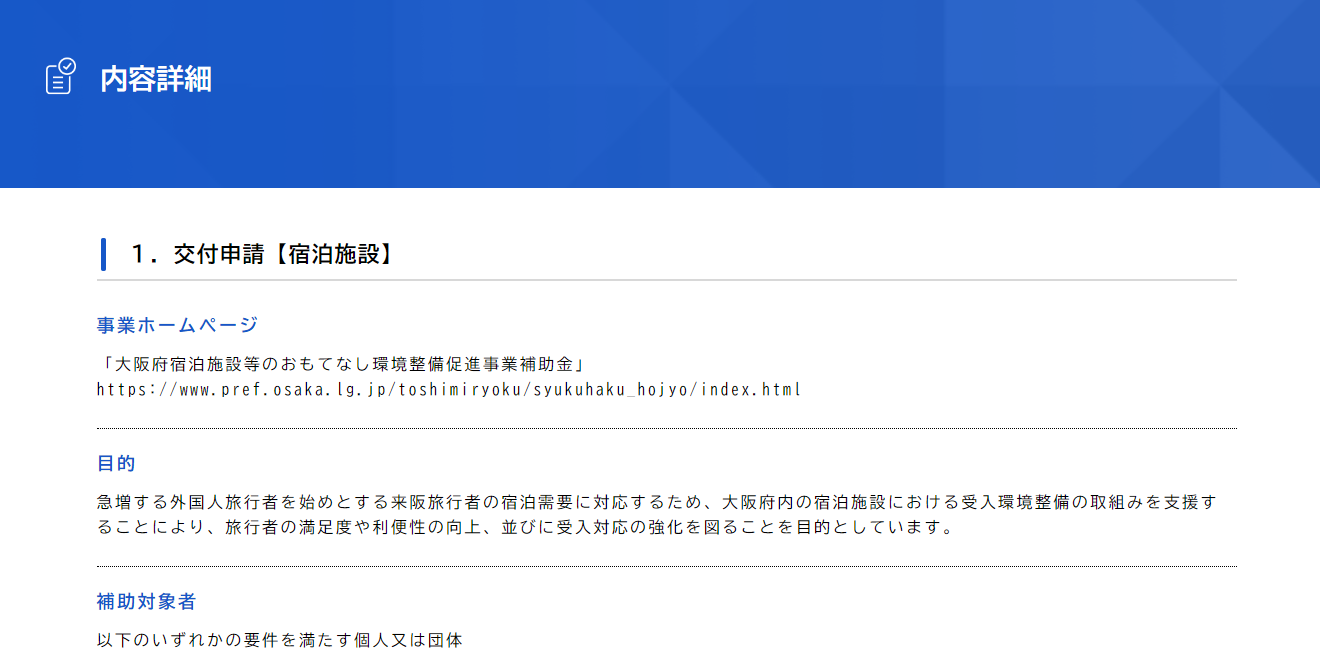 内容詳細
１．交付申請【宿泊施設】
事業ホームページ
「大阪府宿泊施設等のおもてなし環境整備促進事業補助金」
https://www.pref.osaka.lg.jp/toshimiryoku/syukuhaku_hojyo/index.html
目的
急増する外国人旅行者を始めとする来阪旅行者の宿泊需要に対応するため、大阪府内の宿泊施設における受入環境整備の取組みを支援す
ることにより、旅行者の満足度や利便性の向上、並びに受入対応の強化を図ることを目的としています。
補助対象者
以下のいずれかの要件を満たす個人又は団体